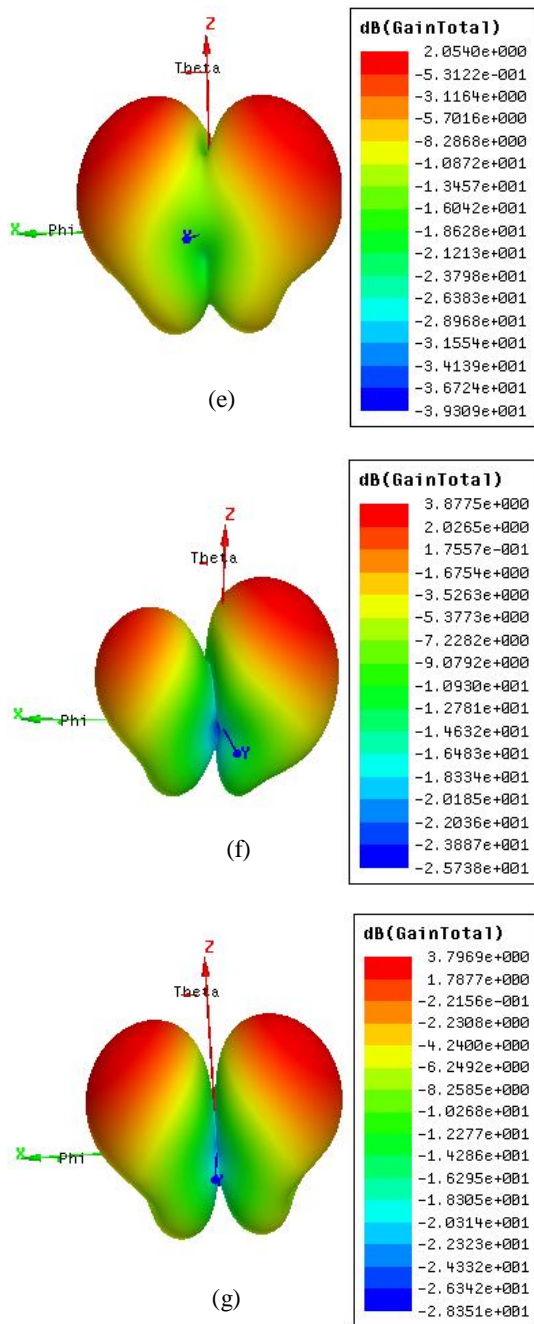 Z
Theta
X
Phi
Y
dB(GainTotal)
2.0540e+000
-5.3122e-001
-3.1164e+000
-5.7016e+000
-8.2868e+000
-1.0872e+001
-1.3457e+001
-1.6042e+001
-1.8628e+001
-2.1213e+001
-2.3798e+001
-2.6383e+001
-2.8968e+001
-3.1554e+001
-3.4139e+001
-3.6724e+001
-3.9309e+001
(e)
Z
Theta
X
Phi
Y
dB(GainTotal)
3.8775e+000
2.0265e+000
1.7557e-001
-1.6754e+000
-3.5263e+000
-5.3773e+000
-7.2282e+000
-9.0792e+000
-1.0930e+001
-1.2781e+001
-1.4632e+001
-1.6483e+001
-1.8334e+001
-2.0185e+001
-2.2036e+001
-2.3887e+001
-2.5738e+001
(f)
Z
Theta
X
Phi
Y
dB(GainTotal)
3.7969e+000
1.7877e+000
-2.2156e-001
-2.2308e+000
-4.2400e+000
-6.2492e+000
-8.2585e+000
-1.0268e+001
-1.2277e+001
-1.4286e+001
-1.6295e+001
-1.8305e+001
-2.0314e+001
-2.2323e+001
-2.4332e+001
-2.6342e+001
-2.8351e+001
(g)